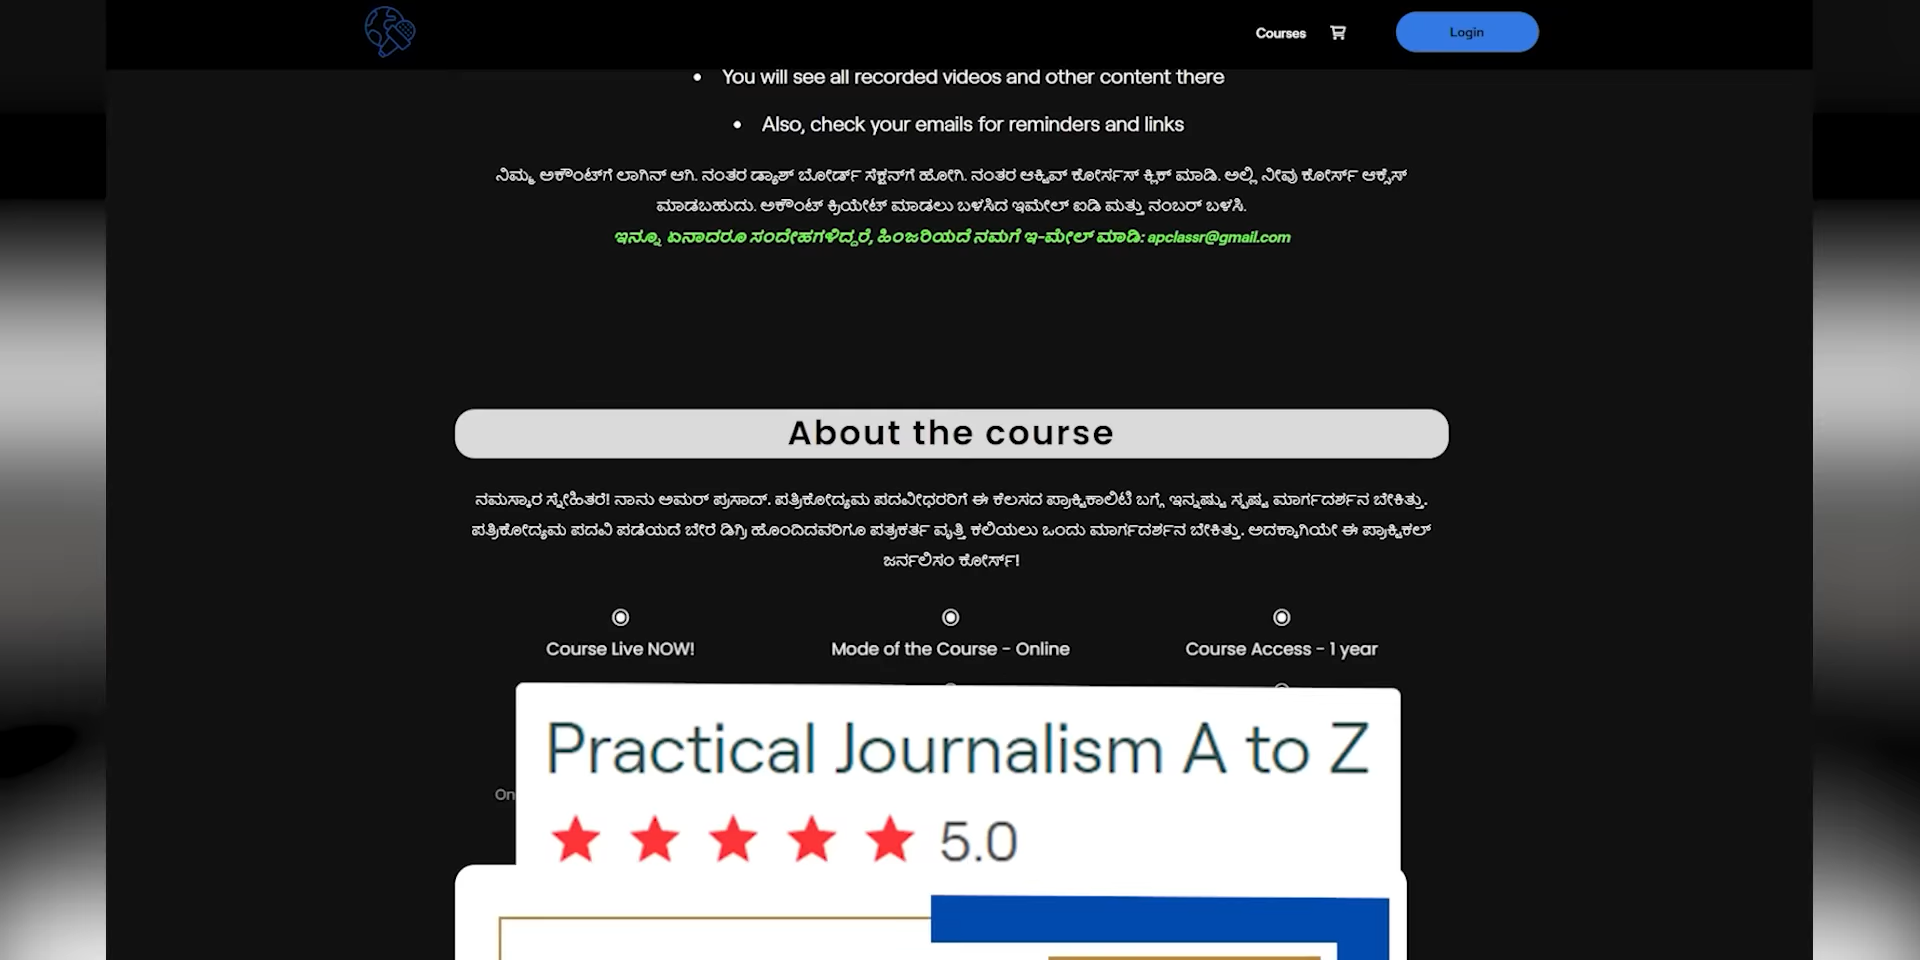 Courses
Login
You will see all recorded videos and other content there
Also, check your emails for reminders and links
ನಿಮ್ಮ ಅಕೌಂಟ್‌ಗೆ ಲಾಗಿನ್ ಆಗಿ. ನಂತರ ಡ್ಯಾಶ್ ಬೋರ್ಡ್ ಸೆಕ್ಷನ್‌ಗೆ ಹೋಗಿ. ನಂತರ ಆಕ್ಟಿವ್ ಕೋರ್ಸಸ್ ಕ್ಲಿಕ್ ಮಾಡಿ. ಅಲ್ಲಿ ನೀವು ಕೋರ್ಸ್ ಆಕ್ಸೆಸ್
ಮಾಡಬಹುದು. ಅಕೌಂಟ್ ಕ್ರಿಯೇಟ್ ಮಾಡಲು ಬಳಸಿದ ಇಮೇಲ್ ಐಡಿ ಮತ್ತು ನಂಬರ್ ಬಳಸಿ.
ಇನ್ನೂ ಏನಾದರೂ ಸಂದೇಹಗಳಿದ್ದರೆ, ಹಿಂಜರಿಯದೆ ನಮಗೆ ಇ-ಮೇಲ್ ಮಾಡಿ: apclassr@gmail.com
About the course
ನಮಸ್ಕಾರ ಸ್ನೇಹಿತರೆ! ನಾನು ಅಮರ್ ಪ್ರಸಾದ್. ಪತ್ರಿಕೋದ್ಯಮ ಪದವೀಧರರಿಗೆ ಈ ಕೆಲಸದ ಪ್ರಾಕ್ಟಿಕಾಲಿಟಿ ಬಗ್ಗೆ ಇನ್ನಷ್ಟು ಸ್ಪಷ್ಟ ಮಾರ್ಗದರ್ಶನ ಬೇಕಿತ್ತು.
ಪತ್ರಿಕೋದ್ಯಮ ಪದವಿ ಪಡೆಯದೆ ಬೇರೆ ಡಿಗ್ರಿ ಹೊಂದಿದವರಿಗೂ ಪತ್ರಕರ್ತ ವೃತ್ತಿ ಕಲಿಯಲು ಒಂದು ಮಾರ್ಗದರ್ಶನ ಬೇಕಿತ್ತು. ಅದಕ್ಕಾಗಿಯೇ ಈ ಪ್ರಾಕ್ಟಿಕಲ್
ಜರ್ನಲಿಸಂ ಕೋರ್ಸ್!
Course Live NOW!
Mode of the Course - Online
Course Access - 1 year
Practical Journalism A to Z
On
5.0